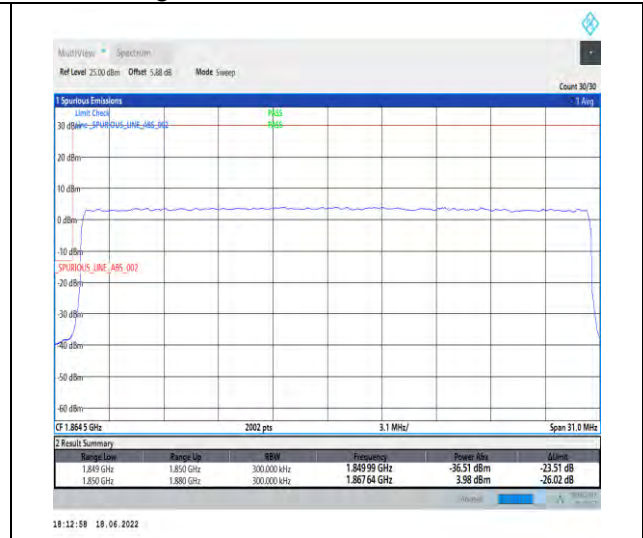 MultiView Spectrum
Ref Level 25.00 dBm Offset 5.88 dB Mode Sweep
Count 30/30
1 Spurious Emissions 1 Avg
Limit Check PASS
30 dBm Line _SPURIOUS_LINE_ABS_002 PASS
20 dBm
10 dBm
0 dBm
-10 dBm
_SPURIOUS_LINE_ABS_002
-20 dBm
-30 dBm
-40 dBm
-50 dBm
-60 dBm
CF 1.8645 GHz 2002 pts 3.1 MHz/ Span 31.0 MHz
2 Result Summary
Range Low Range Up RBW Frequency Power Abs ΔLimit
1.849 GHz 1.850 GHz 300.000 kHz 1.84999 GHz -36.51 dBm -23.51 dB
1.850 GHz 1.880 GHz 300.000 kHz 1.86764 GHz 3.98 dBm -26.02 dB
18:12:58 18.06.2022